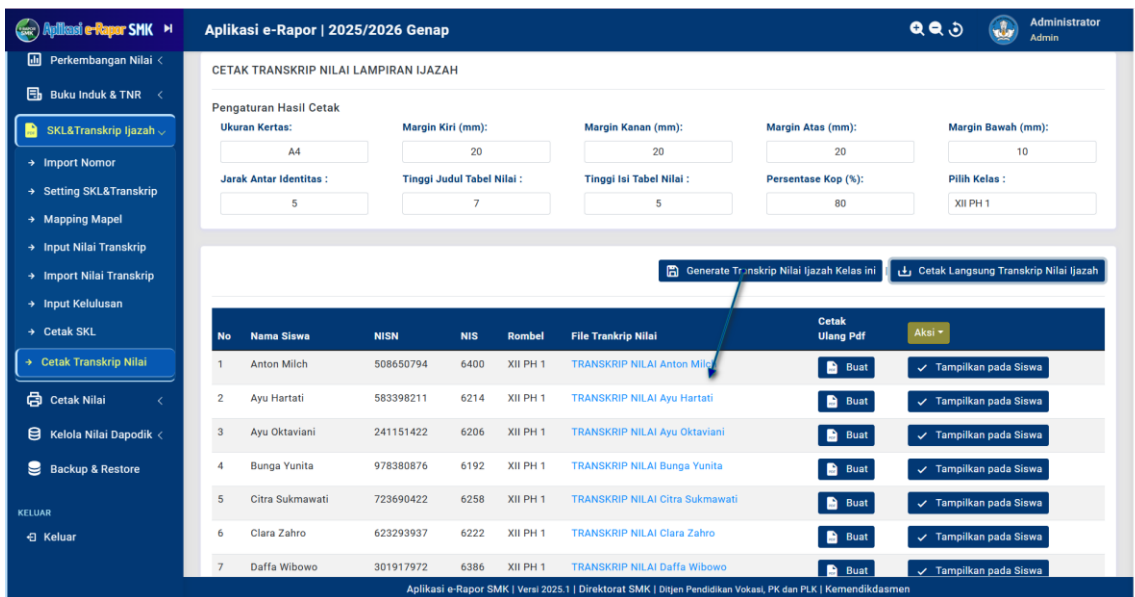 Aplikasi e-Rapor SMK
Aplikasi e-Rapor | 2025/2026 Genap
Administrator
Admin
Perkembangan Nilai
Buku Induk & TNR
SKL&Transkrip Ijazah
Import Nomor
Setting SKL&Transkrip
Mapping Mapel
Input Nilai Transkrip
Import Nilai Transkrip
Input Kelulusan
Cetak SKL
Cetak Transkrip Nilai
Cetak Nilai
Kelola Nilai Dapodik
Backup & Restore
KELUAR
Keluar
CETAK TRANSKRIP NILAI LAMPIRAN IJAZAH
Pengaturan Hasil Cetak
Ukuran Kertas: Margin Kiri (mm): Margin Kanan (mm): Margin Atas (mm): Margin Bawah (mm):
A4 20 20 20 10
Jarak Antar Identitas : Tinggi Judul Tabel Nilai : Tinggi Isi Tabel Nilai : Persentase Kop (%): Pilih Kelas :
5 7 5 80 XII PH 1
Generate Transkrip Nilai Ijazah Kelas ini | Cetak Langsung Transkrip Nilai Ijazah
No Nama Siswa NISN NIS Rombel File Trankrip Nilai Cetak Ulang Pdf Aksi
1 Anton Milch 508650794 6400 XII PH 1 TRANSKRIP NILAI Anton Milch Buat Tampilkan pada Siswa
2 Ayu Hartati 583398211 6214 XII PH 1 TRANSKRIP NILAI Ayu Hartati Buat Tampilkan pada Siswa
3 Ayu Oktaviani 241151422 6206 XII PH 1 TRANSKRIP NILAI Ayu Oktaviani Buat Tampilkan pada Siswa
4 Bunga Yunita 978380876 6192 XII PH 1 TRANSKRIP NILAI Bunga Yunita Buat Tampilkan pada Siswa
5 Citra Sukmawati 723690422 6258 XII PH 1 TRANSKRIP NILAI Citra Sukmawati Buat Tampilkan pada Siswa
6 Clara Zahro 623293937 6222 XII PH 1 TRANSKRIP NILAI Clara Zahro Buat Tampilkan pada Siswa
7 Daffa Wibowo 301917972 6386 XII PH 1 TRANSKRIP NILAI Daffa Wibowo Buat Tampilkan pada Siswa
Aplikasi e-Rapor SMK | Versi 2025.1 | Direktorat SMK | Ditjen Pendidikan Vokasi, PK dan PLK | Kemendikdasmen